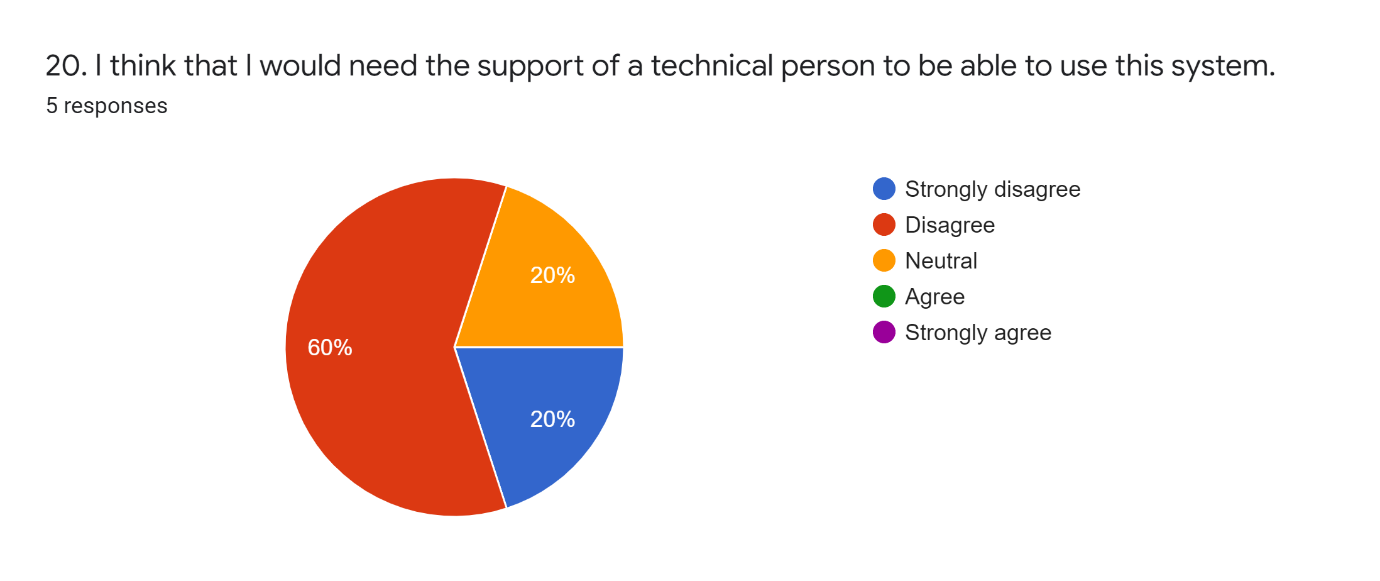 20. I think that I would need the support of a technical person to be able to use this system.
5 responses
20%
60%
20%
Strongly disagree
Disagree
Neutral
Agree
Strongly agree